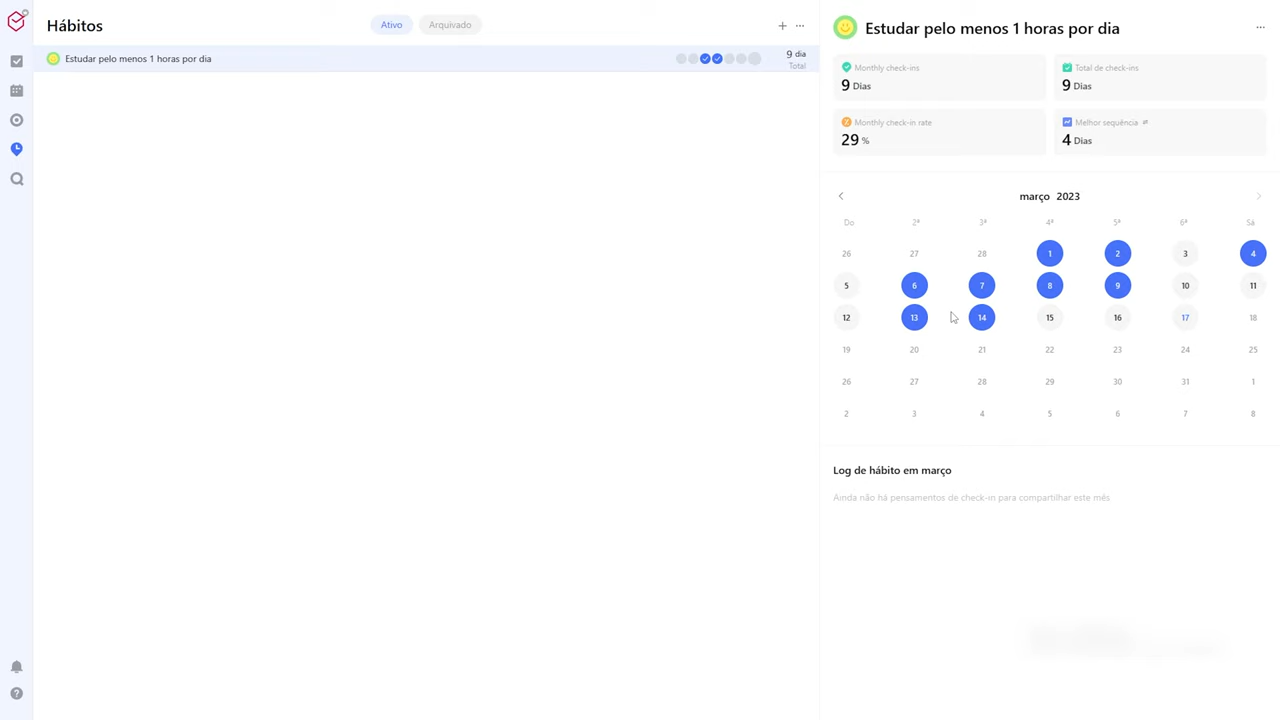 Hábitos
Ativo
Arquivado
Estudar pelo menos 1 horas por dia
9 dia
Total
Estudar pelo menos 1 horas por dia
Monthly check-ins
9 Dias
Total de check-ins
9 Dias
Monthly check-in rate
29 %
Melhor sequência
4 Dias
março 2023
Do 2ª 3ª 4ª 5ª 6ª Sá
26 27 28 1 2 3 4
5 6 7 8 9 10 11
12 13 14 15 16 17 18
19 20 21 22 23 24 25
26 27 28 29 30 31 1
2 3 4 5 6 7 8
Log de hábito em março
Ainda não há pensamentos de check-in para compartilhar este mês